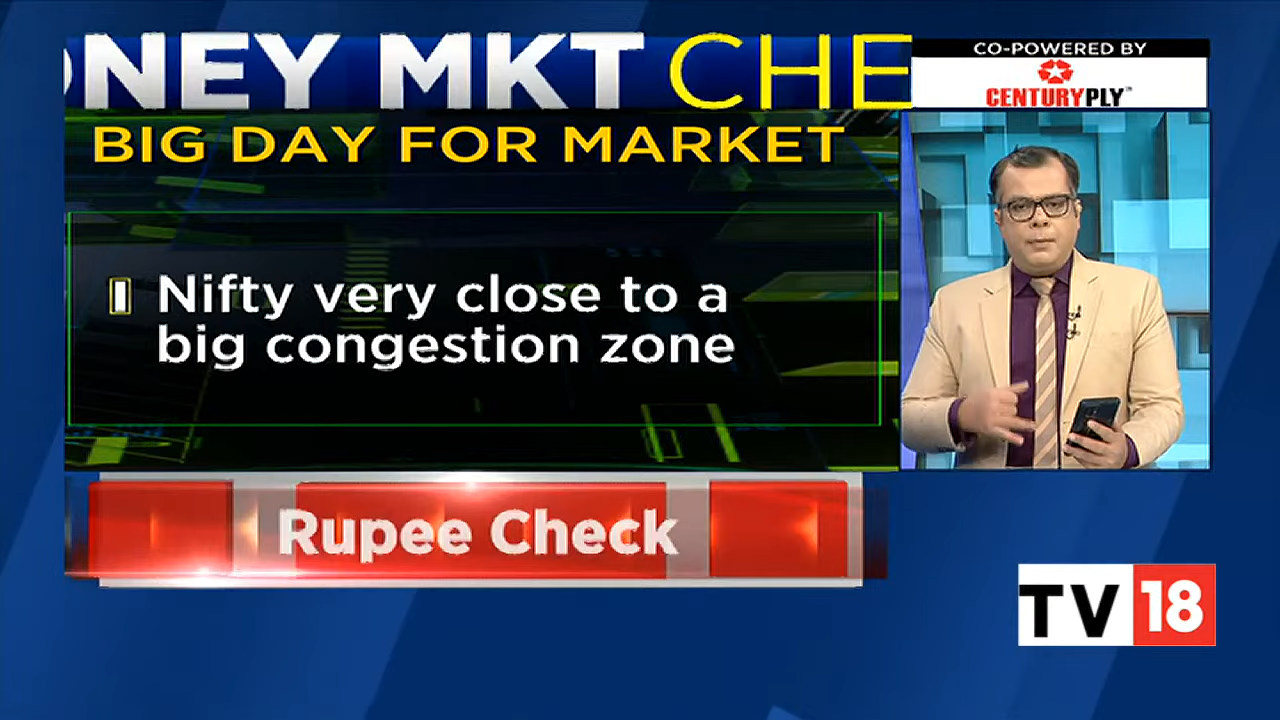 ONEY MKT CHE
CO-POWERED BY
CENTURYPLY
BIG DAY FOR MARKET
Nifty very close to a
big congestion zone
Rupee Check
TV18